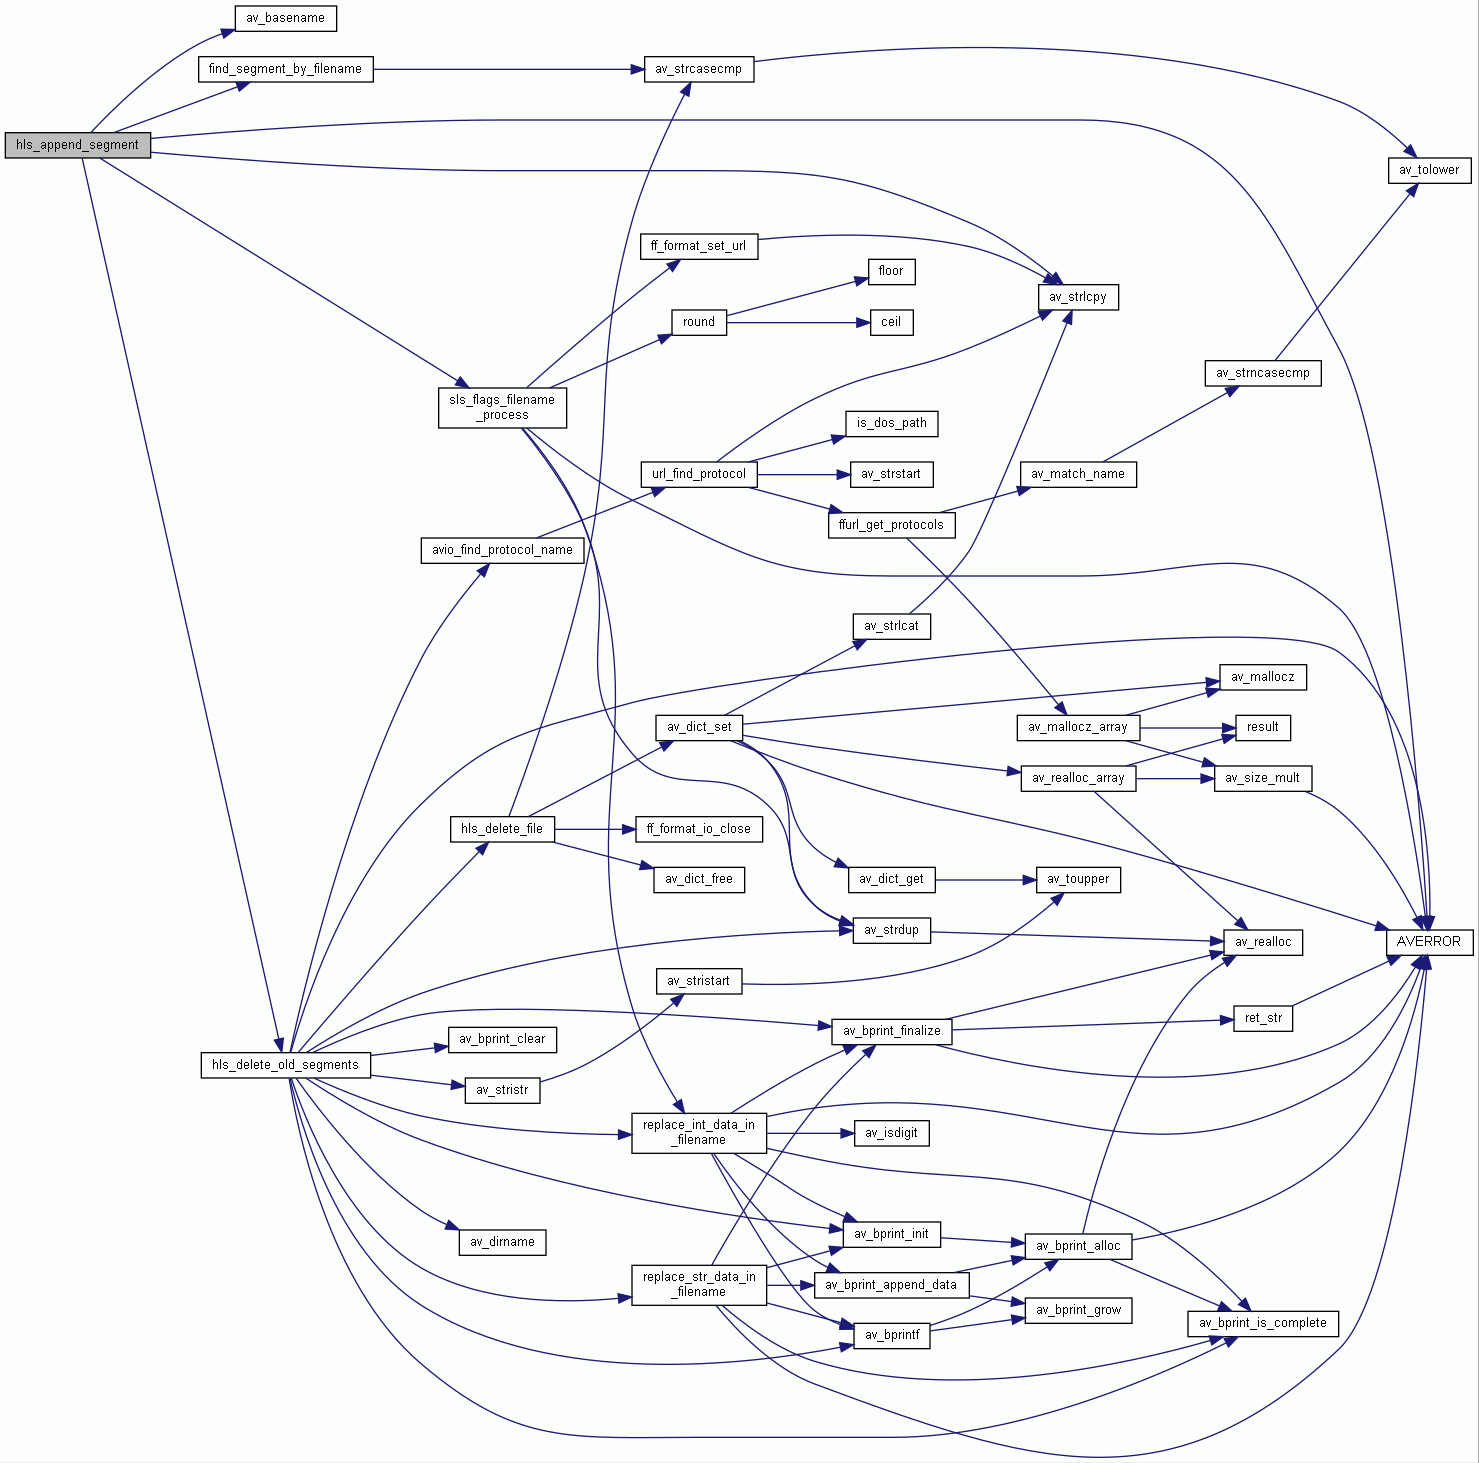 av_basename
find_segment_by_filename
av_strcasecmp
hls_append_segment
av_tolower
ff_format_set_url
floor
av_strlcpy
round
ceil
av_strncasecmp
sls_flags_filename
_process
is_dos_path
url_find_protocol
av_strstart
av_match_name
ffurl_get_protocols
avio_find_protocol_name
av_strlcat
av_mallocz
av_dict_set
av_mallocz_array
result
av_realloc_array
av_size_mult
hls_delete_file
ff_format_io_close
av_dict_free
av_dict_get
av_toupper
av_strdup
av_realloc
AVERROR
av_stristart
ret_str
av_bprint_finalize
av_bprint_clear
hls_delete_old_segments
av_stristr
replace_int_data_in
_filename
av_isdigit
av_bprint_init
av_dirname
av_bprint_alloc
replace_str_data_in
_filename
av_bprint_append_data
av_bprint_grow
av_bprint_is_complete
av_bprintf